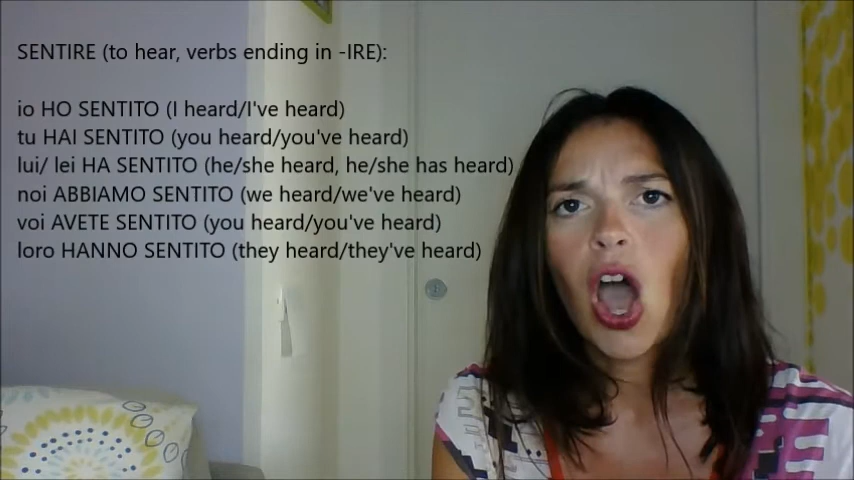 SENTIRE (to hear, verbs ending in -IRE):
io HO SENTITO (I heard/I've heard)
tu HAI SENTITO (you heard/you've heard)
lui/ lei HA SENTITO (he/she heard, he/she has heard)
noi ABBIAMO SENTITO (we heard/we've heard)
voi AVETE SENTITO (you heard/you've heard)
loro HANNO SENTITO (they heard/they've heard)